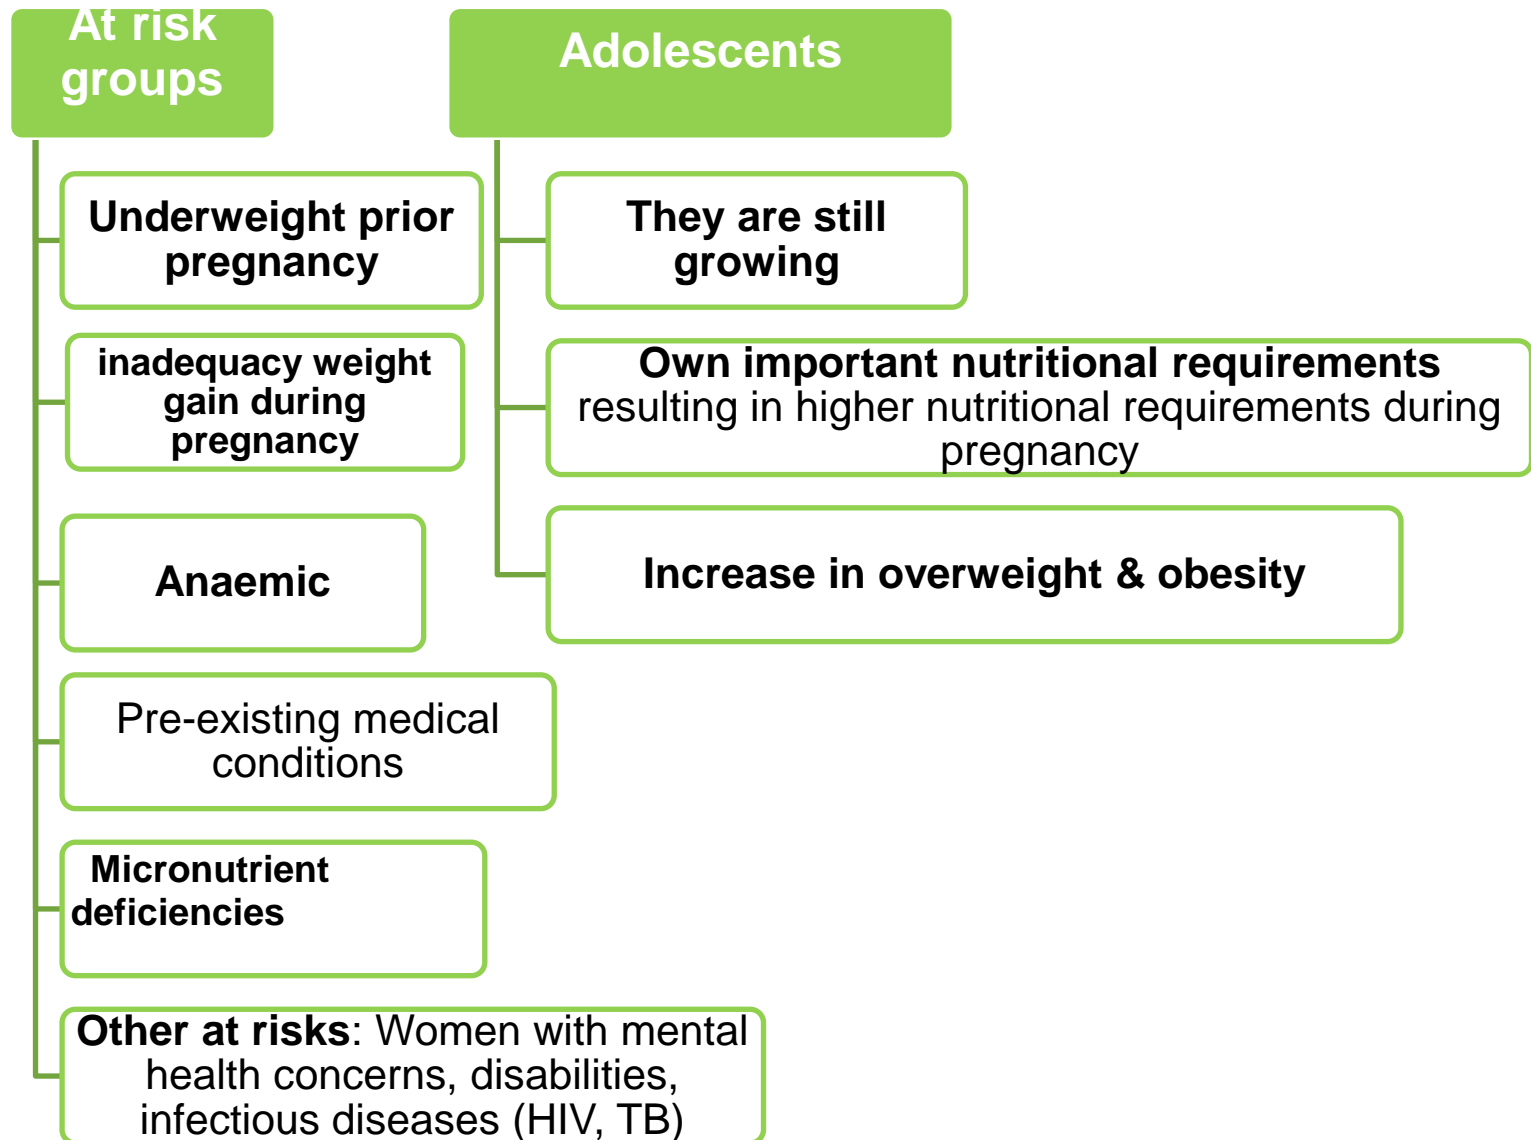 At risk
groups
Underweight prior
pregnancy
inadequacy weight
gain during
pregnancy
Anaemic
Pre-existing medical
conditions
Micronutrient
deficiencies
Other at risks: Women with mental
health concerns, disabilities,
infectious diseases (HIV, TB)
Adolescents
They are still
growing
Own important nutritional requirements
resulting in higher nutritional requirements during
pregnancy
Increase in overweight & obesity